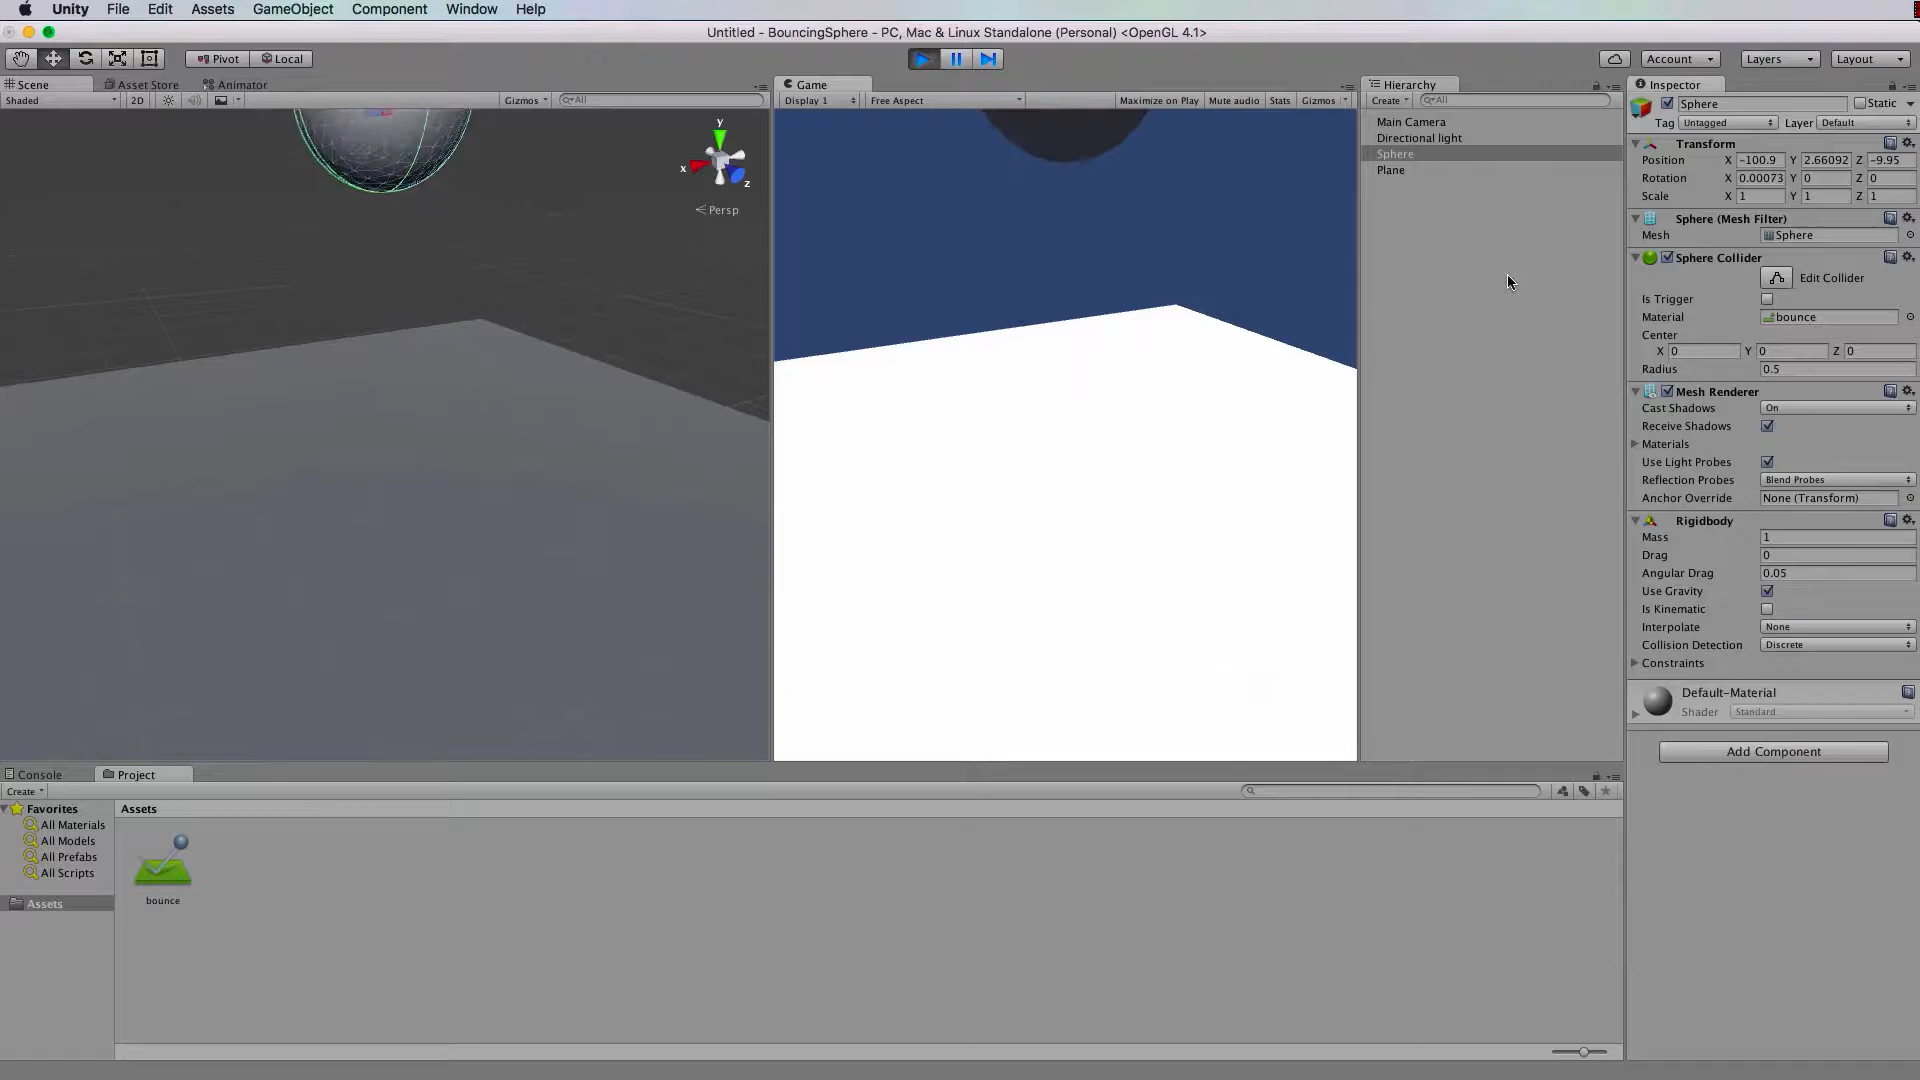 Unity File Edit Assets GameObject Component Window Help
Untitled - BouncingSphere - PC, Mac & Linux Standalone (Personal) <OpenGL 4.1>
Pivot Local Account Layers Layout
Scene Asset Store Animator
Shaded 2D Gizmos All
y
x
z
Persp
Game
Display 1 Free Aspect Maximize on Play Mute audio Stats Gizmos
Hierarchy
Create All
Main Camera
Directional light
Sphere
Plane
Inspector
Sphere Static
Tag Untagged Layer Default
Transform
Position X -100.9 Y 2.66092 Z -9.95
Rotation X 0.00073 Y 0 Z 0
Scale X 1 Y 1 Z 1
Sphere (Mesh Filter)
Mesh Sphere
Sphere Collider
Edit Collider
Is Trigger
Material bounce
Center
X 0 Y 0 Z 0
Radius 0.5
Mesh Renderer
Cast Shadows On
Receive Shadows
Materials
Use Light Probes
Reflection Probes Blend Probes
Anchor Override None (Transform)
Rigidbody
Mass 1
Drag 0
Angular Drag 0.05
Use Gravity
Is Kinematic
Interpolate None
Collision Detection Discrete
Constraints
Default-Material
Shader Standard
Add Component
Console Project
Create
Favorites
All Materials
All Models
All Prefabs
All Scripts
Assets
Assets
bounce